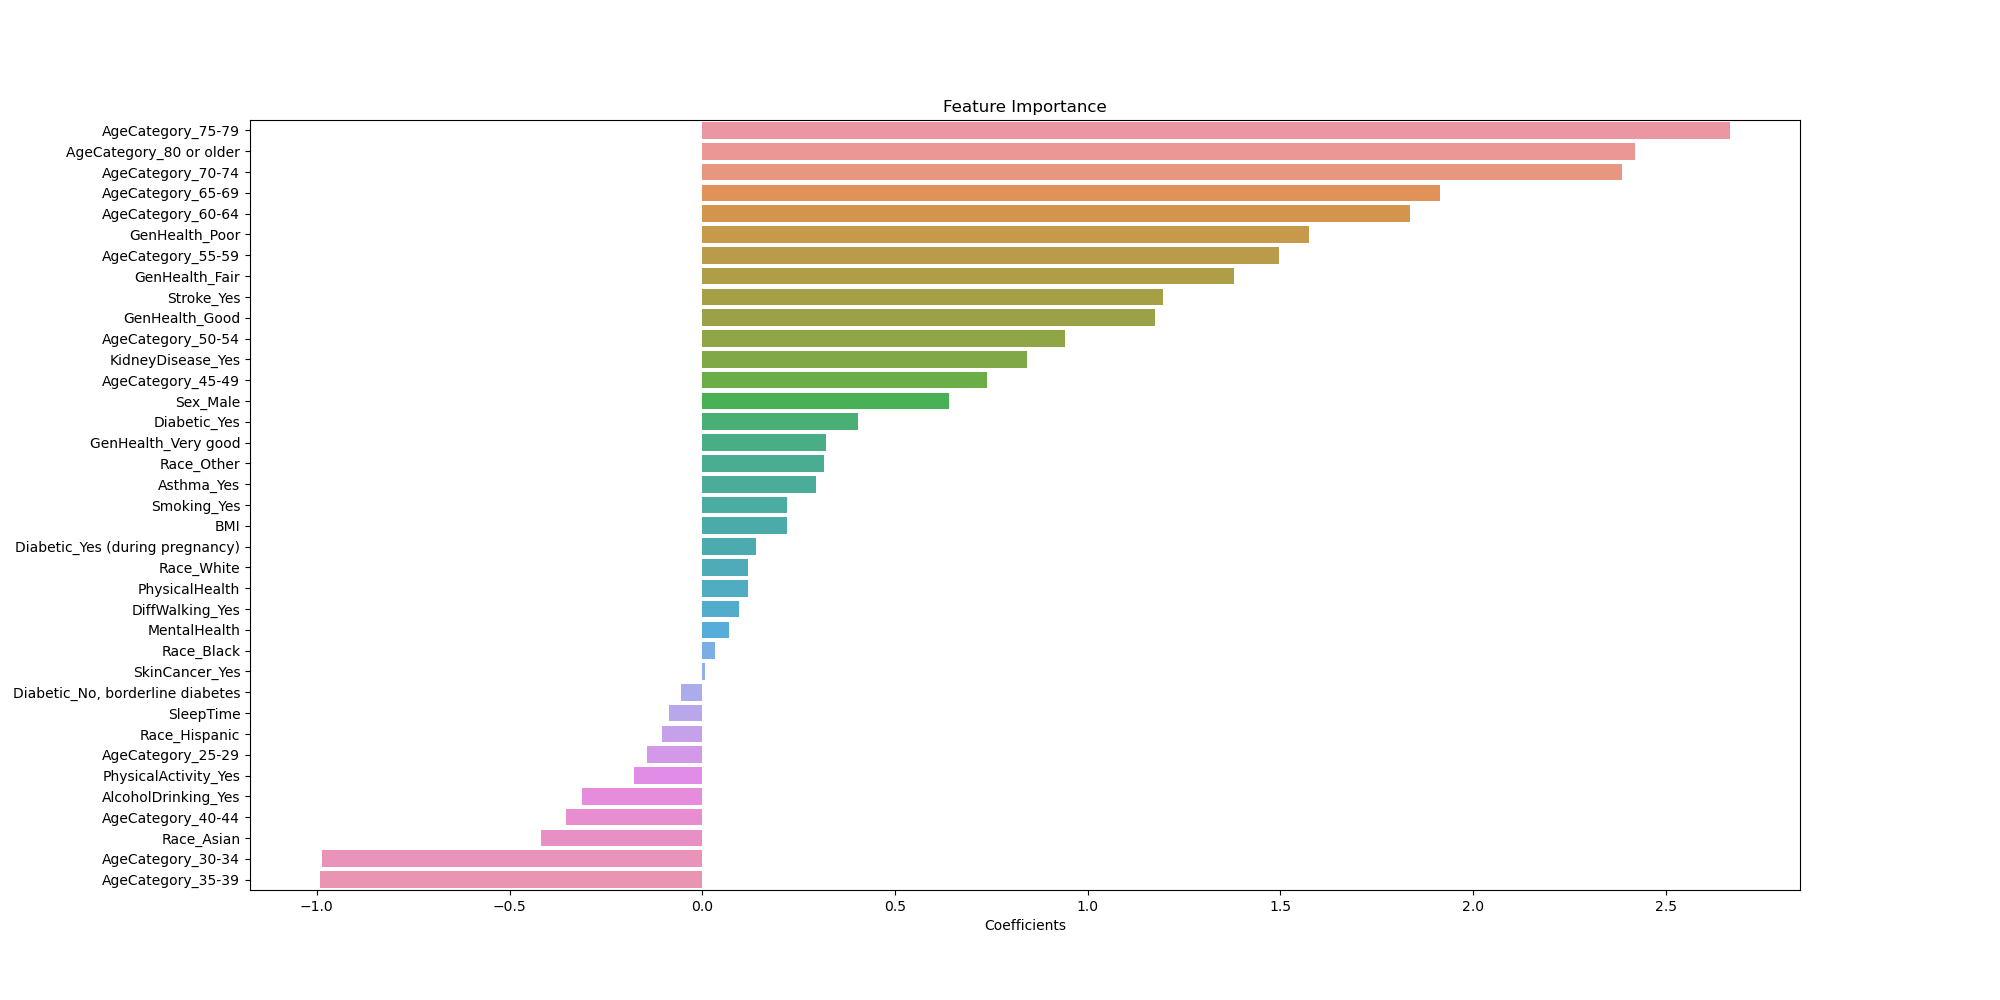 Feature Importance
AgeCategory_75-79
AgeCategory_80 or older
AgeCategory_70-74
AgeCategory_65-69
AgeCategory_60-64
GenHealth_Poor
AgeCategory_55-59
GenHealth_Fair
Stroke_Yes
GenHealth_Good
AgeCategory_50-54
KidneyDisease_Yes
AgeCategory_45-49
Sex_Male
Diabetic_Yes
GenHealth_Very good
Race_Other
Asthma_Yes
Smoking_Yes
BMI
Diabetic_Yes (during pregnancy)
Race_White
PhysicalHealth
DiffWalking_Yes
MentalHealth
Race_Black
SkinCancer_Yes
Diabetic_No, borderline diabetes
SleepTime
Race_Hispanic
AgeCategory_25-29
PhysicalActivity_Yes
AlcoholDrinking_Yes
AgeCategory_40-44
Race_Asian
AgeCategory_30-34
AgeCategory_35-39
−1.0 −0.5 0.0 0.5 1.0 1.5 2.0 2.5
Coefficients